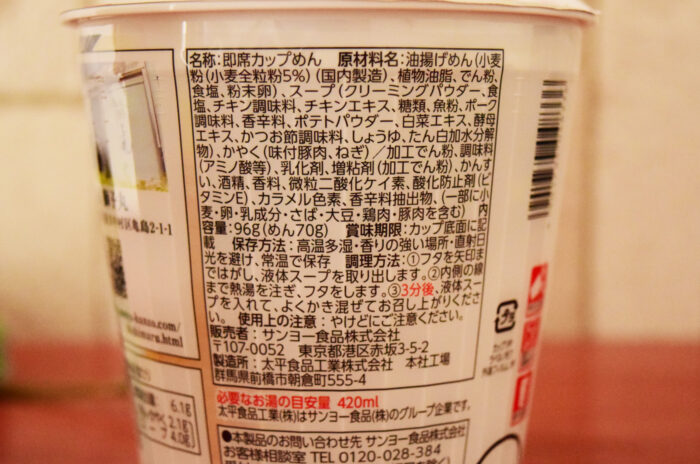 名称：即席カップめん　原材料名：油揚げめん（小麦
粉（小麦全粒粉5%）（国内製造）、植物油脂、でん粉、
食塩、粉末卵）、スープ（クリーミングパウダー、食
塩、チキン調味料、チキンエキス、糖類、魚粉、ポーク
調味料、香辛料、ポテトパウダー、白菜エキス、酵母
エキス、かつお節調味料、しょうゆ、たん白加水分解
物）、かやく（味付豚肉、ねぎ）／加工でん粉、調味料
（アミノ酸等）、乳化剤、増粘剤（加工でん粉）、かんす
い、酒精、香料、微粒二酸化ケイ素、酸化防止剤（ビ
タミンE）、カラメル色素、香辛料抽出物、（一部に小
麦・卵・乳成分・さば・大豆・鶏肉・豚肉を含む）　内
容量：96g（めん70g）　賞味期限：カップ底面に記
載　保存方法：高温多湿・香りの強い場所・直射日
光を避け、常温で保存　調理方法：①フタを矢印ま
ではがし、液体スープを取り出します。②内側の線
まで熱湯を注ぎ、フタをします。③3分後、液体スー
プを入れて、よくかき混ぜてお召し上がりくださ
い。　使用上の注意：やけどにご注意ください。
販売者：サンヨー食品株式会社
〒107-0052　東京都港区赤坂3-5-2
製造所：太平食品工業株式会社　本社工場
群馬県前橋市朝倉町555-4
必要なお湯の目安量　420ml
太平食品工業(株)はサンヨー食品(株)のグループ企業です。
●本製品のお問い合わせ先 サンヨー食品株式会社
お客様相談室 TEL 0120-028-384
区亀島2-1-1
6.1g
2.1g
4.0g